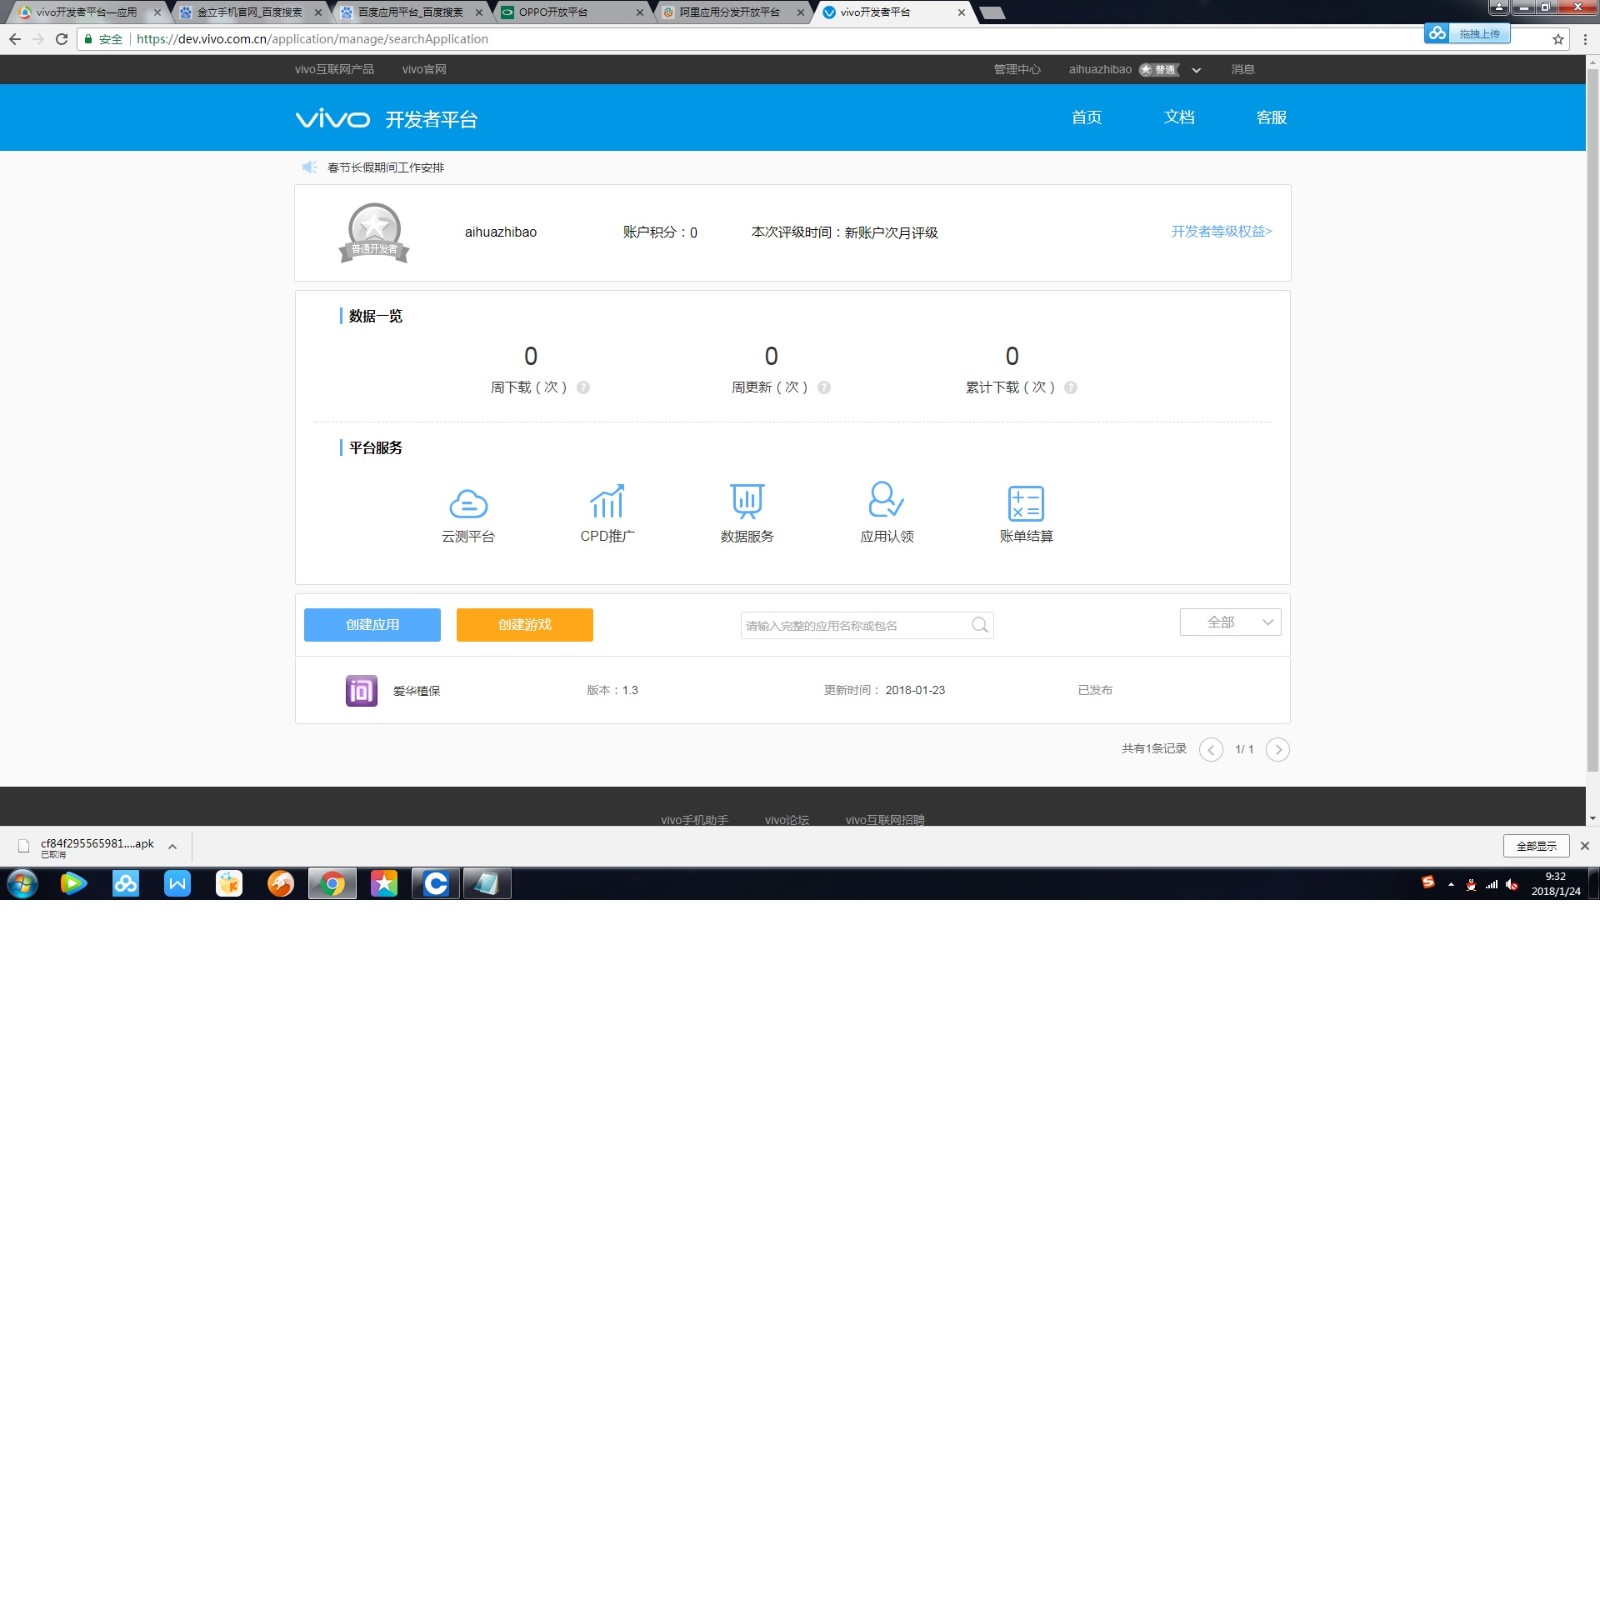 vivo开发者平台—应用
金立手机官网_百度搜索
百度应用平台_百度搜索
OPPO开放平台
阿里应用分发开放平台
vivo开发者平台
安全 https://dev.vivo.com.cn/application/manage/searchApplication
拖拽上传
vivo互联网产品 vivo官网 管理中心 aihuazhibao 普通 消息
vivo 开发者平台 首页 文档 客服
春节长假期间工作安排
普通开发者
aihuazhibao 账户积分：0 本次评级时间：新账户次月评级 开发者等级权益>
数据一览
0 0 0
周下载（次） ? 周更新（次） ? 累计下载（次） ?
平台服务
云测平台 CPD推广 数据服务 应用认领 账单结算
创建应用 创建游戏 请输入完整的应用名称或包名 全部
爱华植保 版本：1.3 更新时间： 2018-01-23 已发布
共有1条记录 1/ 1
vivo手机助手 vivo论坛 vivo互联网招聘
cf84f295565981....apk
已取消
全部显示
9:32
2018/1/24